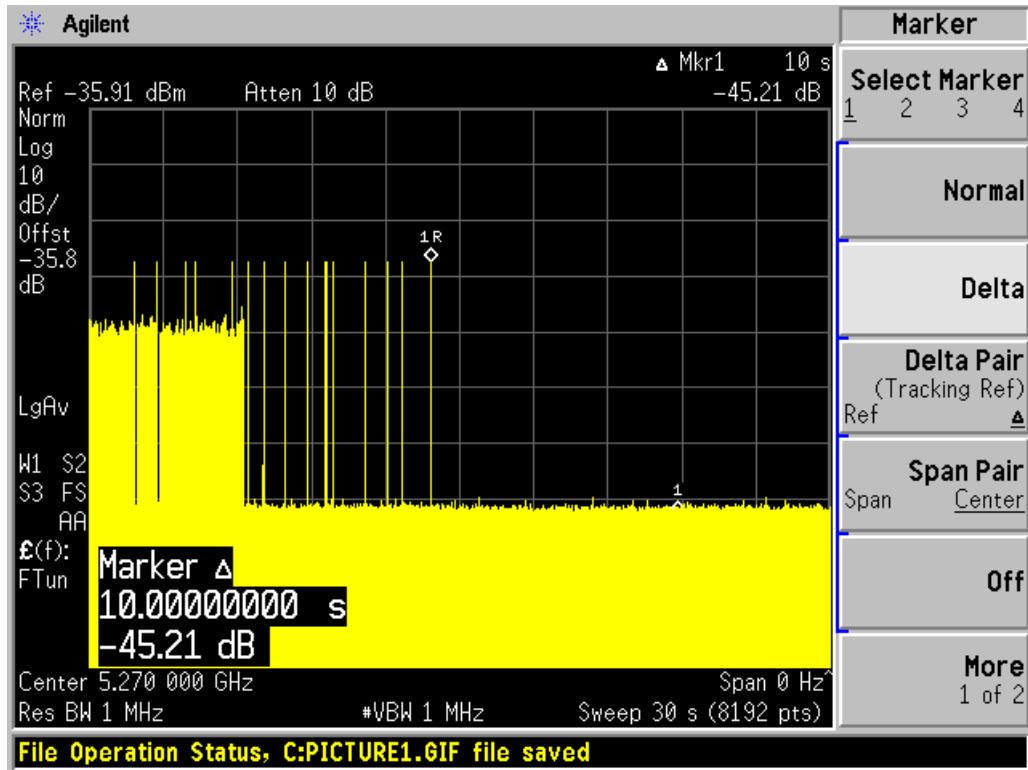 Agilent
Marker
Δ Mkr1 10 s
Ref -35.91 dBm Atten 10 dB -45.21 dB
Norm
Log
10
dB/
Offst
-35.8
dB
1R
LgAv
W1 S2
S3 FS
AA
£(f):
FTun
1
Marker Δ
10.00000000 s
-45.21 dB
Center 5.270 000 GHz Span 0 Hz^
Res BW 1 MHz #VBW 1 MHz Sweep 30 s (8192 pts)
File Operation Status, C:PICTURE1.GIF file saved
Select Marker
1 2 3 4
Normal
Delta
Delta Pair
(Tracking Ref)
Ref Δ
Span Pair
Span Center
Off
More
1 of 2